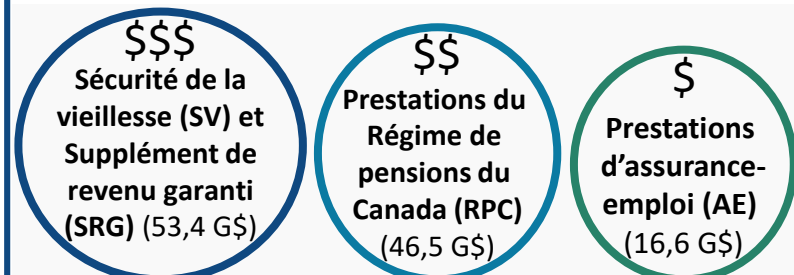 $$$
Sécurité de la
vieillesse (SV) et
Supplément de
revenu garanti
(SRG) (53,4 G$)
$$
Prestations du
Régime de
pensions du
Canada (RPC)
(46,5 G$)
$
Prestations
d’assurance-
emploi (AE)
(16,6 G$)